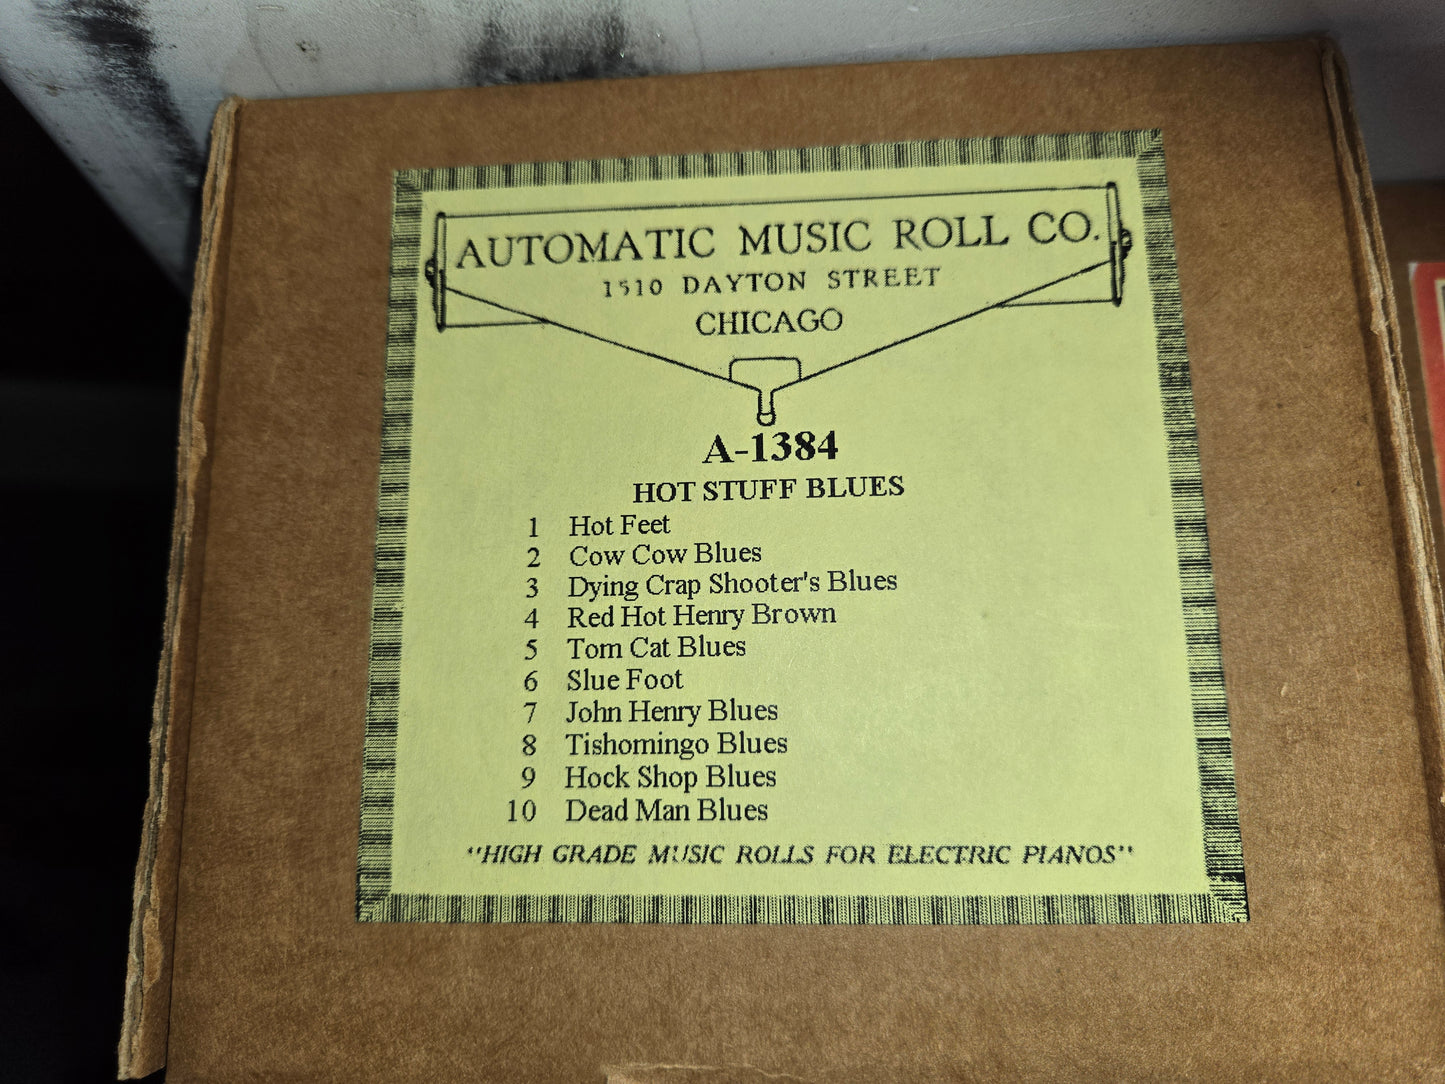 AUTOMATIC MUSIC ROLL CO.
1510 DAYTON STREET
CHICAGO
A-1384
HOT STUFF BLUES
1 Hot Feet
2 Cow Cow Blues
3 Dying Crap Shooter's Blues
4 Red Hot Henry Brown
5 Tom Cat Blues
6 Slue Foot
7 John Henry Blues
8 Tishomingo Blues
9 Hock Shop Blues
10 Dead Man Blues
"HIGH GRADE MUSIC ROLLS FOR ELECTRIC PIANOS"